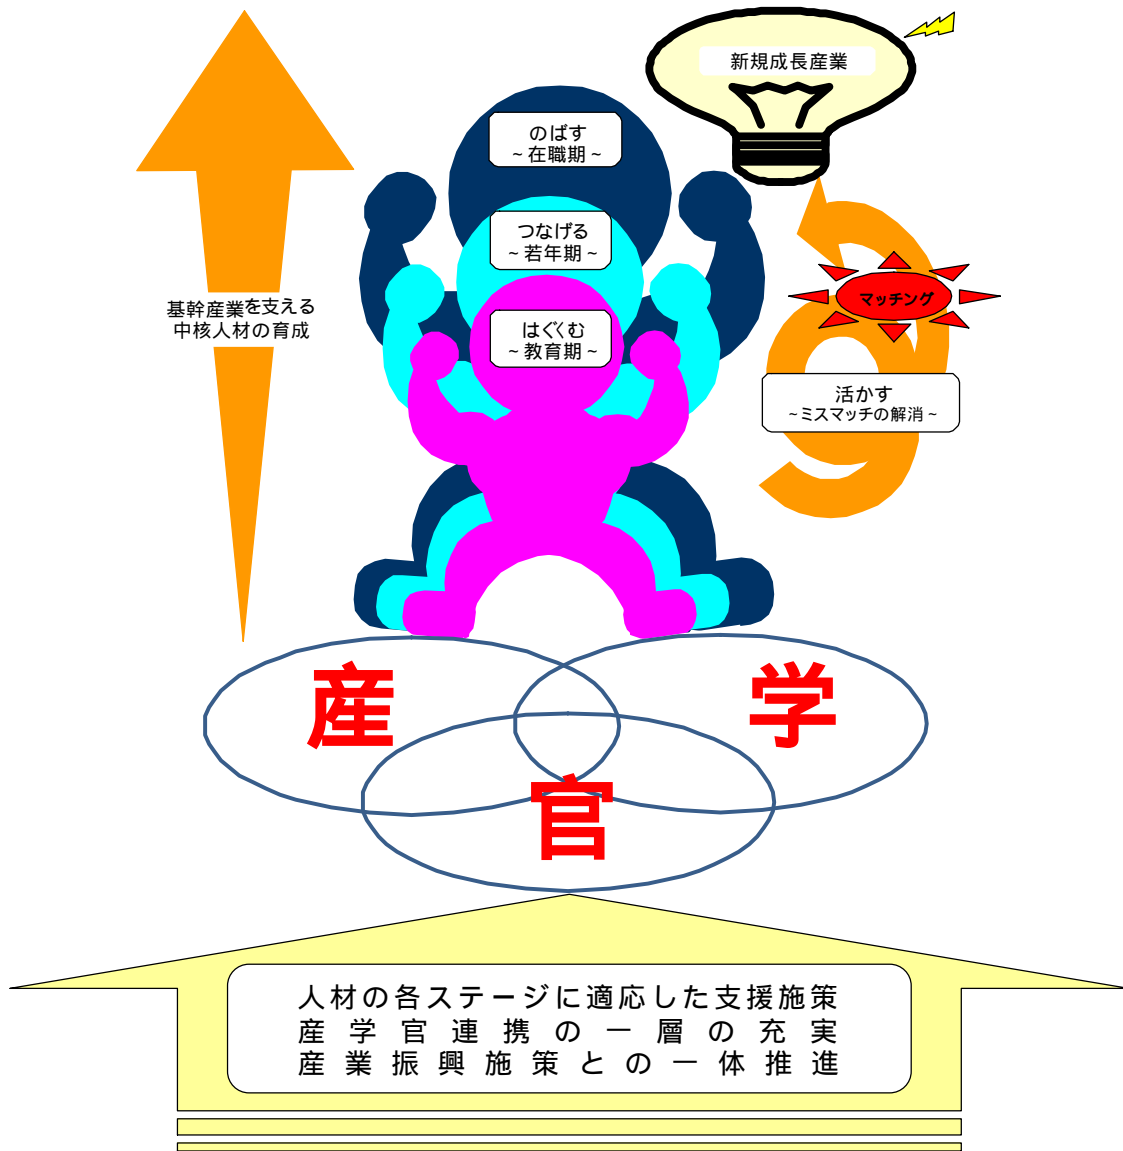 新規成長産業
のばす
~在職期~
つなげる
~若年期~
はぐくむ
~教育期~
基幹産業を支える
中核人材の育成
マッチング
活かす
~ミスマッチの解消~
産
学
官
人材の各ステージに適応した支援施策
産学官連携の一層の充実
産業振興施策との一体推進